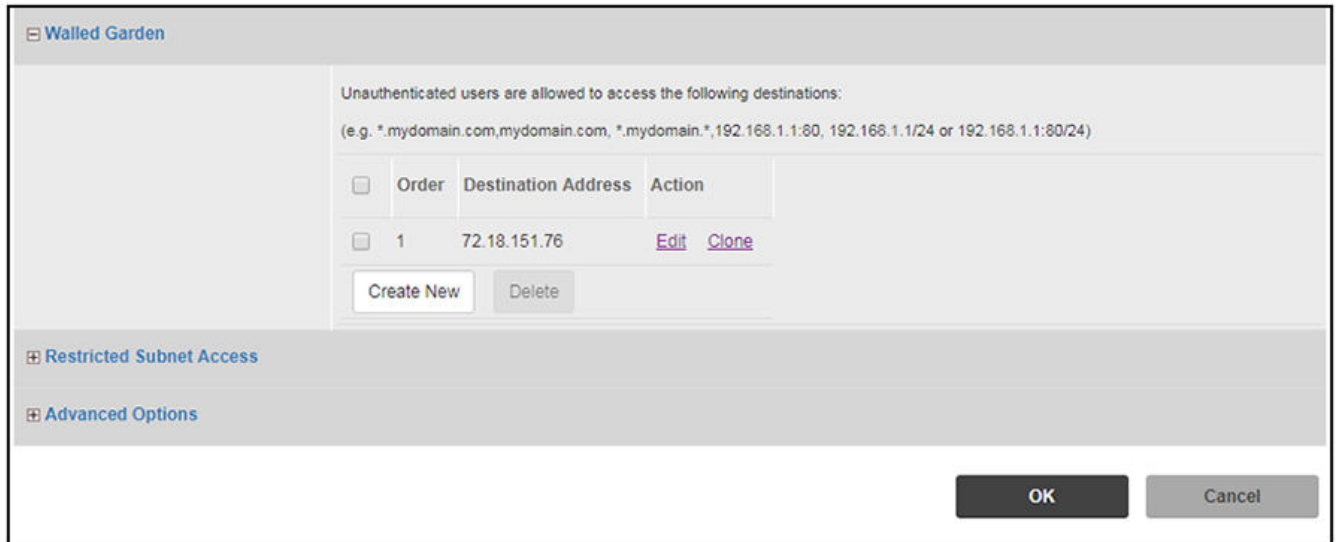 Walled Garden
Unauthenticated users are allowed to access the following destinations:
(e.g. *.mydomain.com,mydomain.com, *.mydomain.*,192.168.1.1:80, 192.168.1.1/24 or 192.168.1.1:80/24)
Order Destination Address Action
1 72.18.151.76 Edit Clone
Create New Delete
Restricted Subnet Access
Advanced Options
OK Cancel